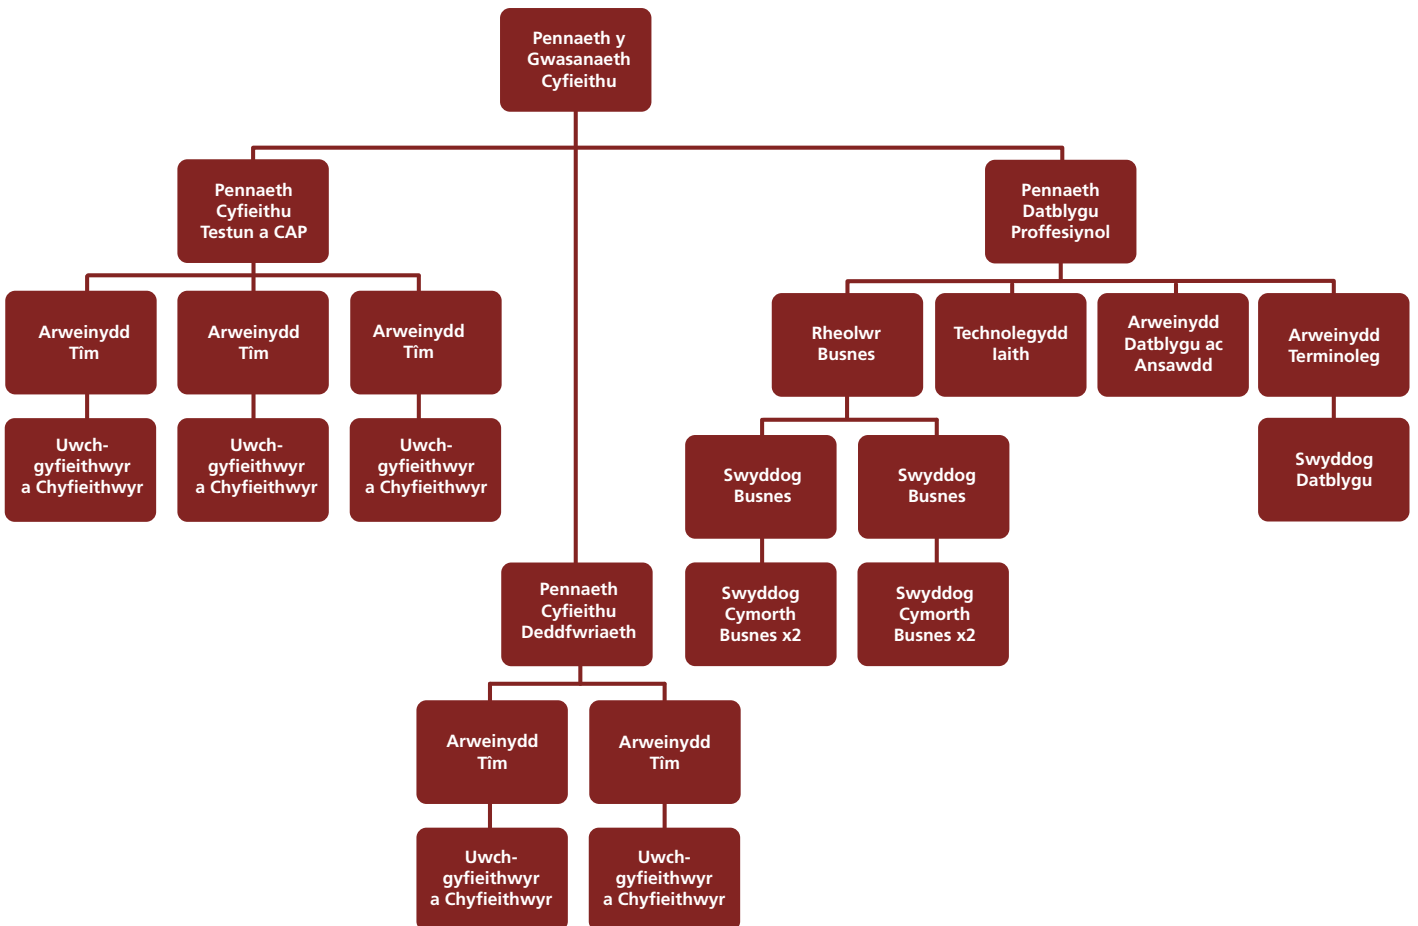 Pennaeth y
Gwasanaeth
Cyfieithu
Pennaeth
Cyfieithu
Testun a CAP
Pennaeth
Datblygu
Proffesiynol
Arweinydd
Tîm
Arweinydd
Tîm
Arweinydd
Tîm
Rheolwr
Busnes
Technolegydd
Iaith
Arweinydd
Datblygu ac
Ansawdd
Arweinydd
Terminoleg
Uwch-
gyfieithwyr
a Chyfieithwyr
Uwch-
gyfieithwyr
a Chyfieithwyr
Uwch-
gyfieithwyr
a Chyfieithwyr
Swyddog
Busnes
Swyddog
Busnes
Swyddog
Datblygu
Pennaeth
Cyfieithu
Deddfwriaeth
Swyddog
Cymorth
Busnes x2
Swyddog
Cymorth
Busnes x2
Arweinydd
Tîm
Arweinydd
Tîm
Uwch-
gyfieithwyr
a Chyfieithwyr
Uwch-
gyfieithwyr
a Chyfieithwyr